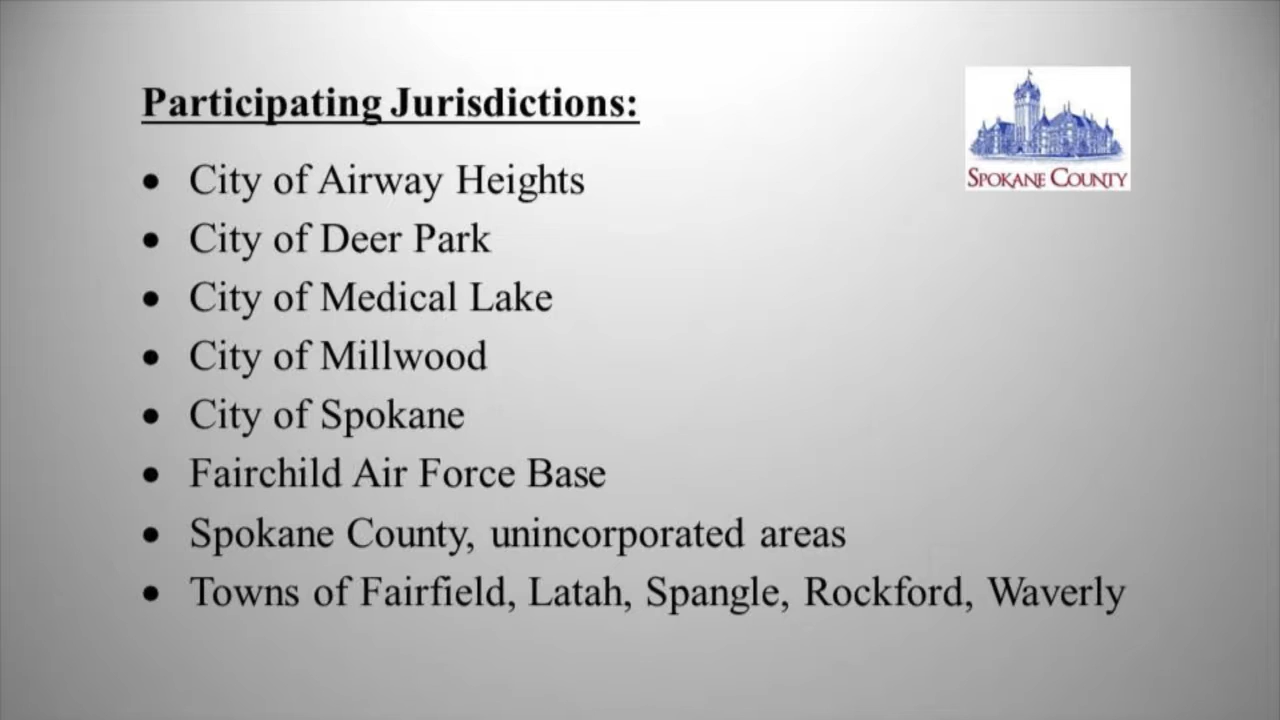 Participating Jurisdictions:
• City of Airway Heights
• City of Deer Park
• City of Medical Lake
• City of Millwood
• City of Spokane
• Fairchild Air Force Base
• Spokane County, unincorporated areas
• Towns of Fairfield, Latah, Spangle, Rockford, Waverly
SPOKANE COUNTY